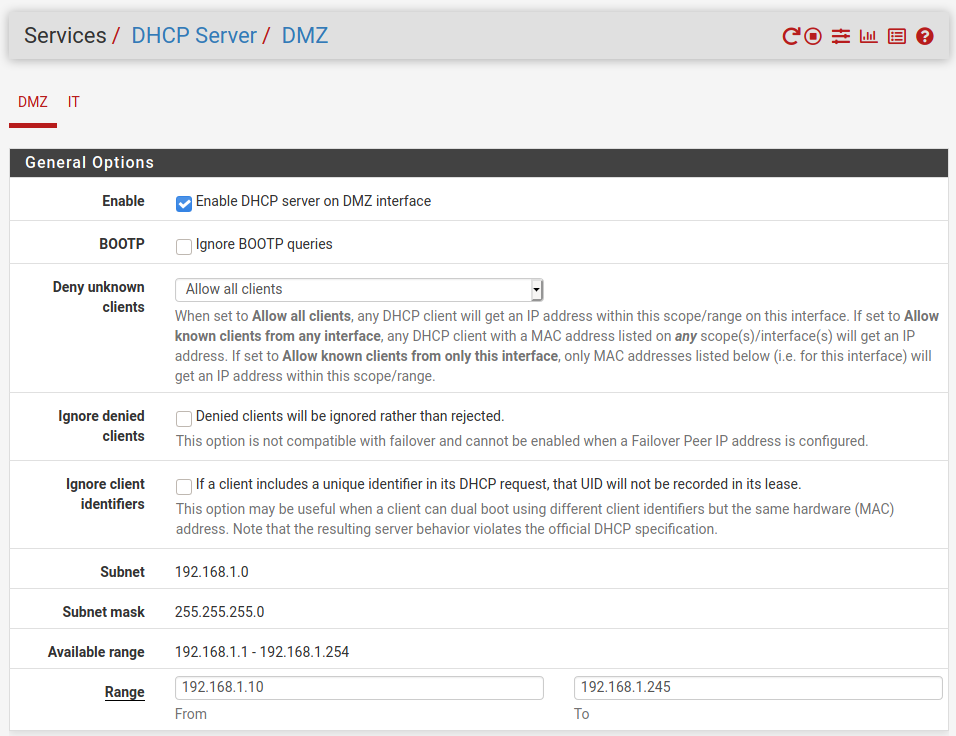 Services / DHCP Server / DMZ
DMZ IT
General Options
Enable Enable DHCP server on DMZ interface
BOOTP Ignore BOOTP queries
Deny unknown clients Allow all clients
When set to Allow all clients, any DHCP client will get an IP address within this scope/range on this interface. If set to Allow
known clients from any interface, any DHCP client with a MAC address listed on any scope(s)/interface(s) will get an IP
address. If set to Allow known clients from only this interface, only MAC addresses listed below (i.e. for this interface) will
get an IP address within this scope/range.
Ignore denied clients Denied clients will be ignored rather than rejected.
This option is not compatible with failover and cannot be enabled when a Failover Peer IP address is configured.
Ignore client identifiers If a client includes a unique identifier in its DHCP request, that UID will not be recorded in its lease.
This option may be useful when a client can dual boot using different client identifiers but the same hardware (MAC)
address. Note that the resulting server behavior violates the official DHCP specification.
Subnet 192.168.1.0
Subnet mask 255.255.255.0
Available range 192.168.1.1 - 192.168.1.254
Range 192.168.1.10 192.168.1.245
From To